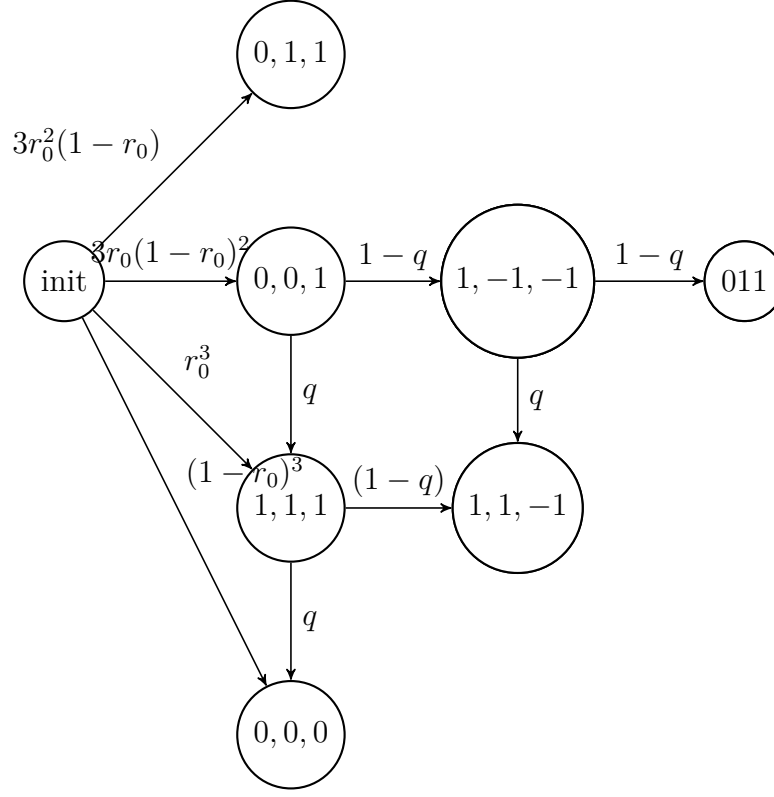 0, 1, 1
3r_0^2(1 − r_0)
init
3r_0(1 − r_0)^2
0, 0, 1
1 − q
1, −1, −1
1 − q
011
r_0^3
q
q
(1 − r_0)^3
1, 1, 1
(1 − q)
1, 1, −1
q
0, 0, 0